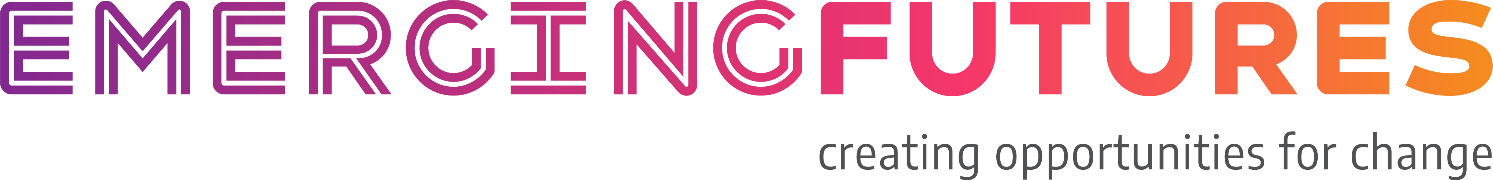 EMERGINGFUTURES
creating opportunities for change